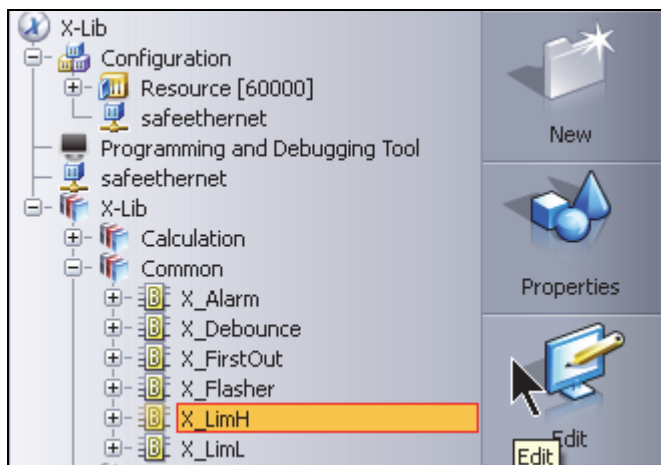 X-Lib
Configuration
Resource [60000]
safeethernet
Programming and Debugging Tool
safeethernet
X-Lib
Calculation
Common
X_Alarm
X_Debounce
X_FirstOut
X_Flasher
X_LimH
X_LimL
New
Properties
Edit
Edit